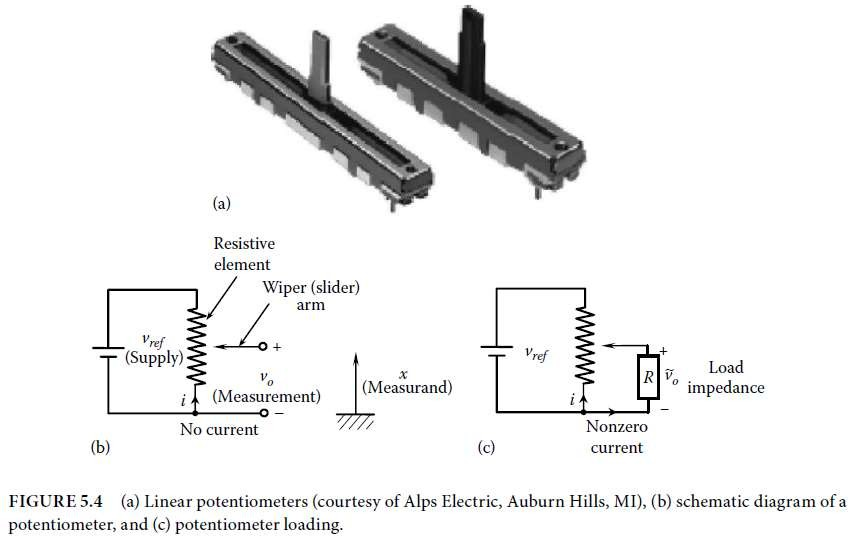 (a)
Resistive
element
Wiper (slider)
arm
v_ref
(Supply)
+
v_o
(Measurement)
i
−
No current
x
(Measurand)
(b)
v_ref
+
R ṽ_o
Load
impedance
i
−
Nonzero
current
(c)
FIGURE 5.4 (a) Linear potentiometers (courtesy of Alps Electric, Auburn Hills, MI), (b) schematic diagram of a
potentiometer, and (c) potentiometer loading.